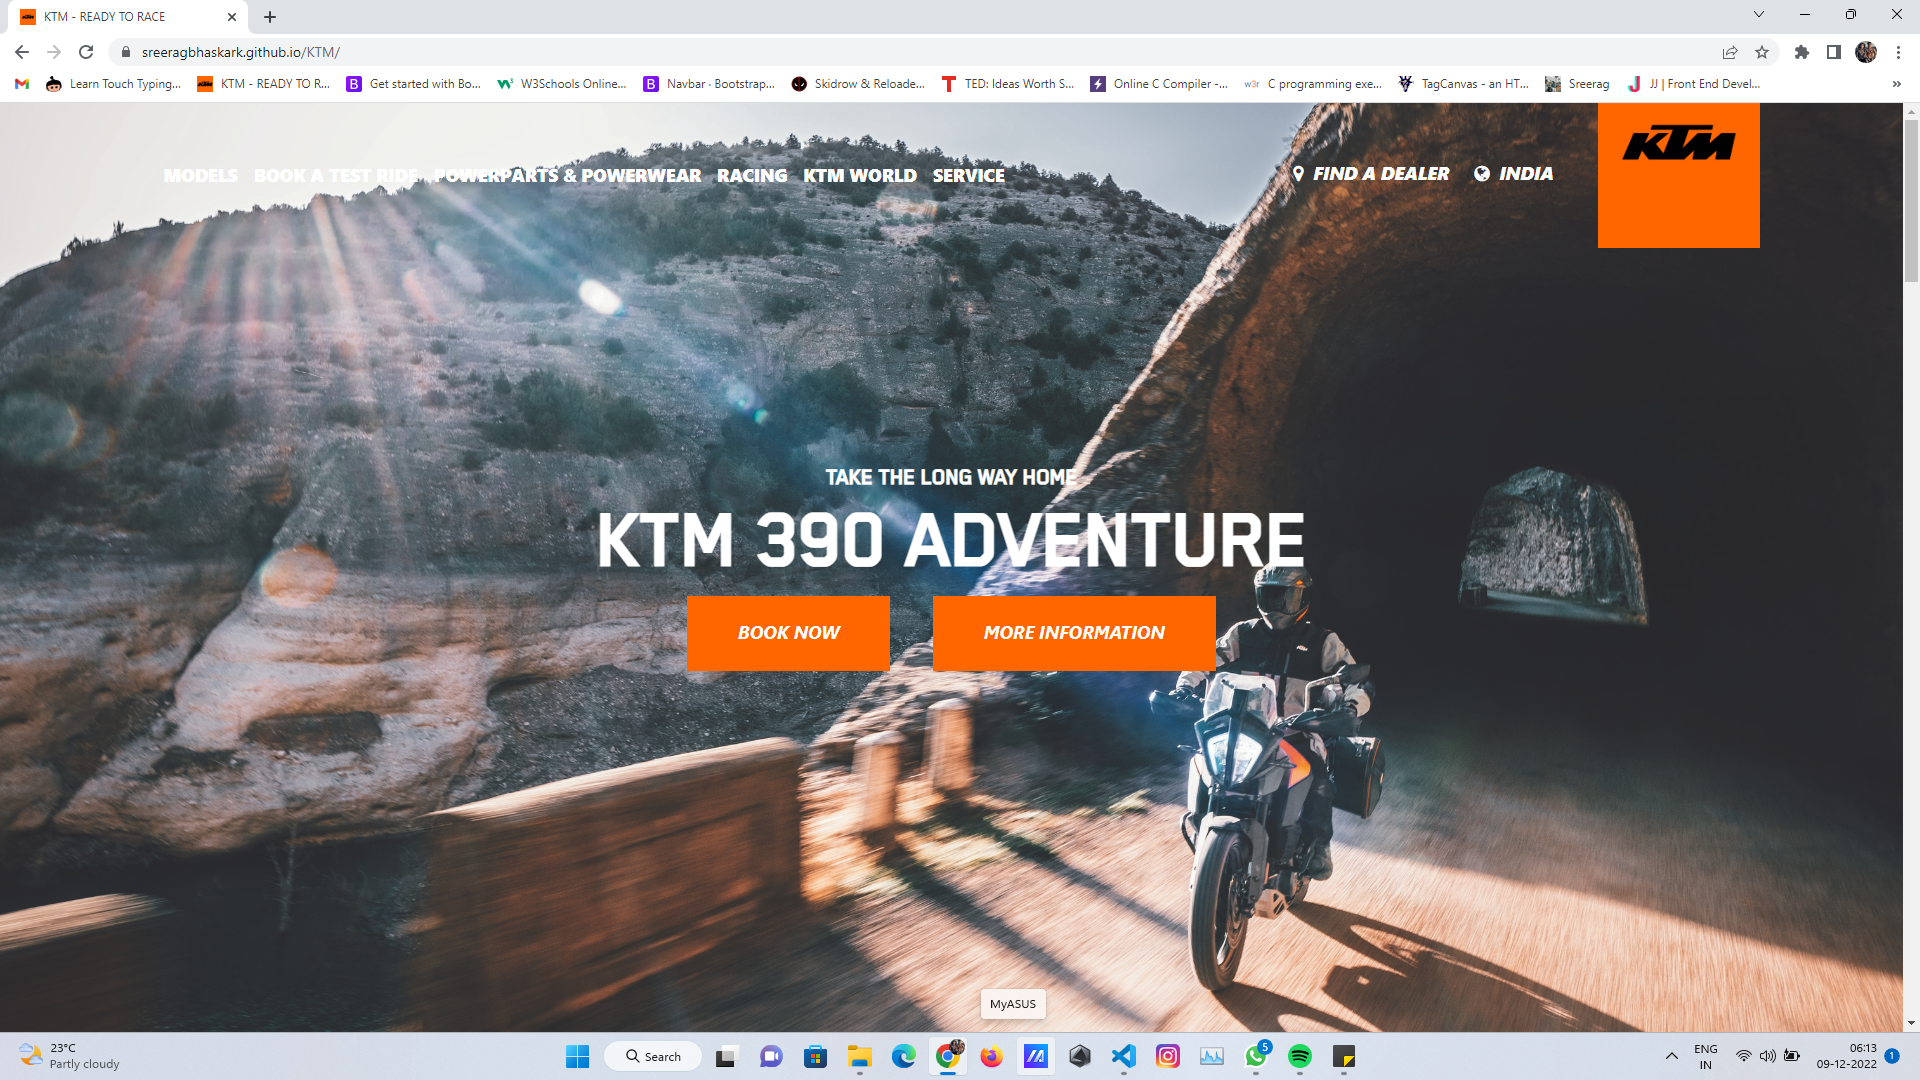 KTM - READY TO RACE
sreeragbhaskark.github.io/KTM/
Learn Touch Typing...
KTM - READY TO R...
Get started with Bo...
W3Schools Online...
Navbar · Bootstrap...
Skidrow & Reloade...
TED: Ideas Worth S...
Online C Compiler -...
w3r C programming exe...
TagCanvas - an HT...
Sreerag
JJ | Front End Devel...
MODELS BOOK A TEST RIDE POWERPARTS & POWERWEAR RACING KTM WORLD SERVICE
FIND A DEALER INDIA
KTM
TAKE THE LONG WAY HOME
KTM 390 ADVENTURE
BOOK NOW
MORE INFORMATION
MyASUS
23°C
Partly cloudy
Search
5
ENG
IN
06:13
09-12-2022
1